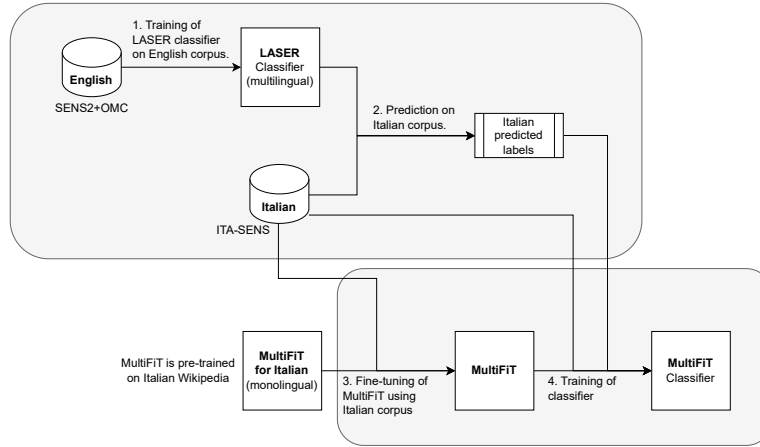 1. Training of
LASER classifier
on English corpus.
English
SENS2+OMC
LASER
Classifier
(multilingual)
2. Prediction on
Italian corpus.
Italian
predicted
labels
Italian
ITA-SENS
MultiFiT is pre-trained
on Italian Wikipedia
MultiFiT
for Italian
(monolingual)
3. Fine-tuning of
MultiFiT using
Italian corpus
MultiFiT
4. Training of
classifier
MultiFiT
Classifier